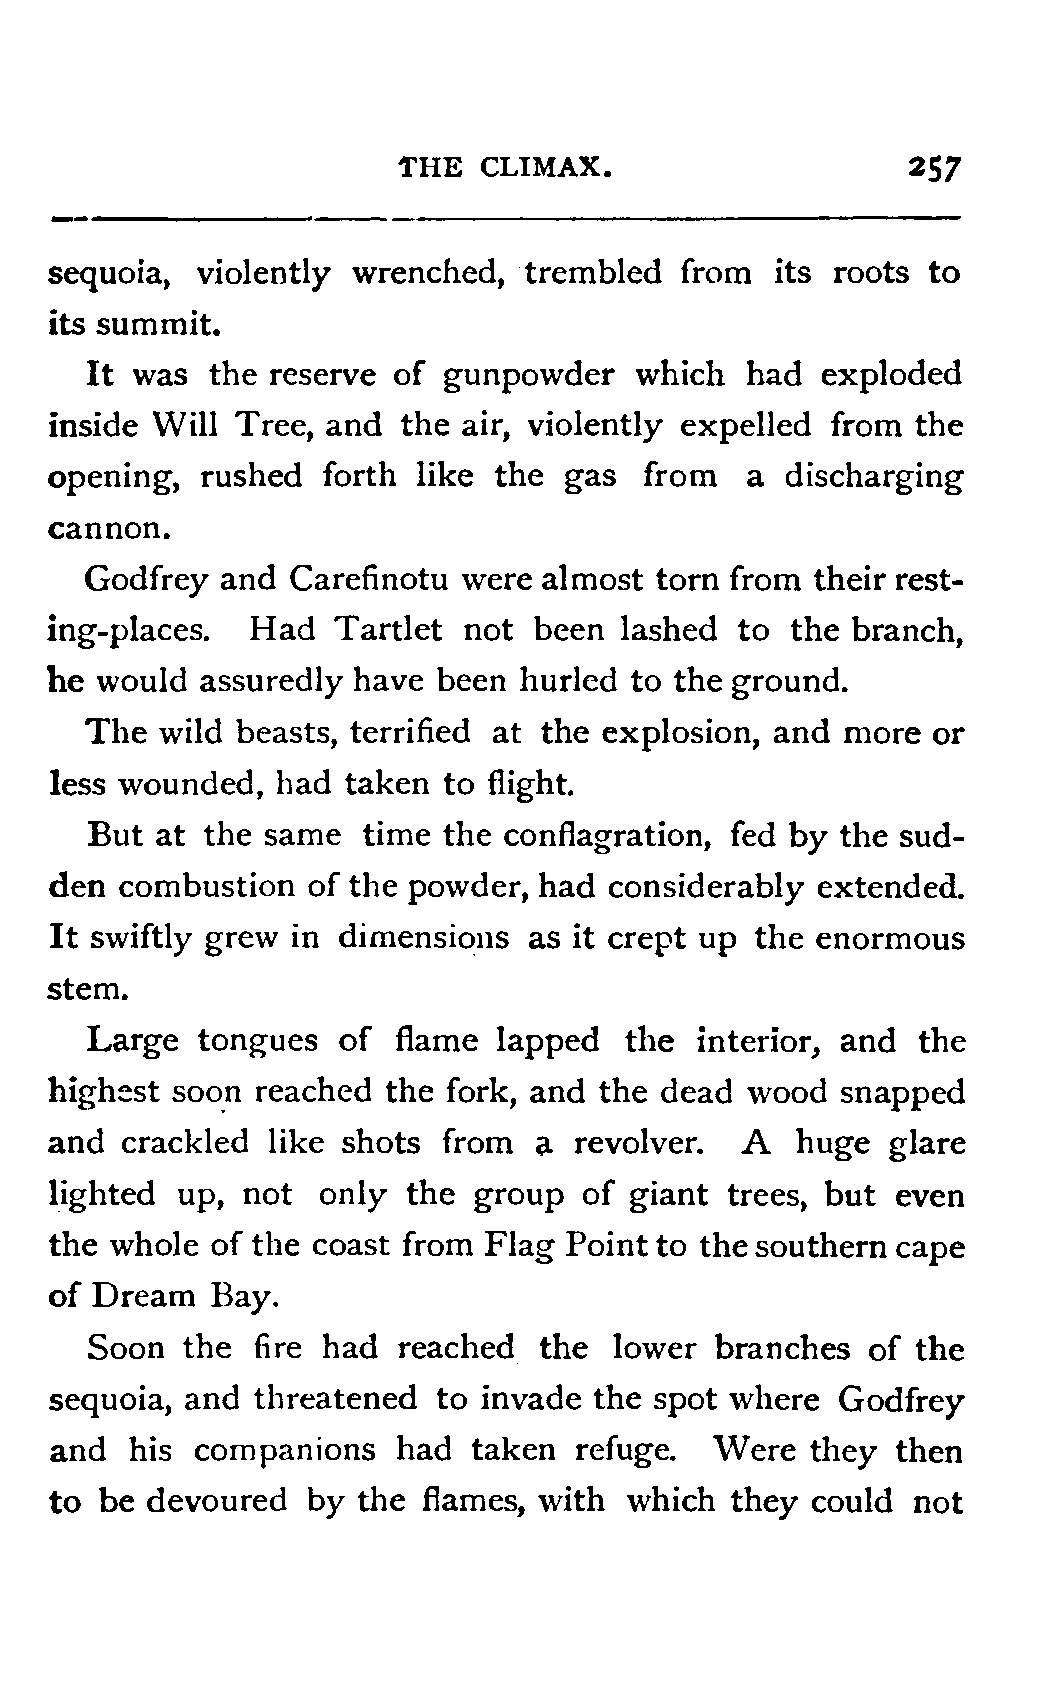 THE CLIMAX. 257
sequoia, violently wrenched, trembled from its roots to
its summit.
It was the reserve of gunpowder which had exploded
inside Will Tree, and the air, violently expelled from the
opening, rushed forth like the gas from a discharging
cannon.
Godfrey and Carefinotu were almost torn from their rest-
ing-places. Had Tartlet not been lashed to the branch,
he would assuredly have been hurled to the ground.
The wild beasts, terrified at the explosion, and more or
less wounded, had taken to flight.
But at the same time the conflagration, fed by the sud-
den combustion of the powder, had considerably extended.
It swiftly grew in dimensions as it crept up the enormous
stem.
Large tongues of flame lapped the interior, and the
highest soon reached the fork, and the dead wood snapped
and crackled like shots from a revolver. A huge glare
lighted up, not only the group of giant trees, but even
the whole of the coast from Flag Point to the southern cape
of Dream Bay.
Soon the fire had reached the lower branches of the
sequoia, and threatened to invade the spot where Godfrey
and his companions had taken refuge. Were they then
to be devoured by the flames, with which they could not